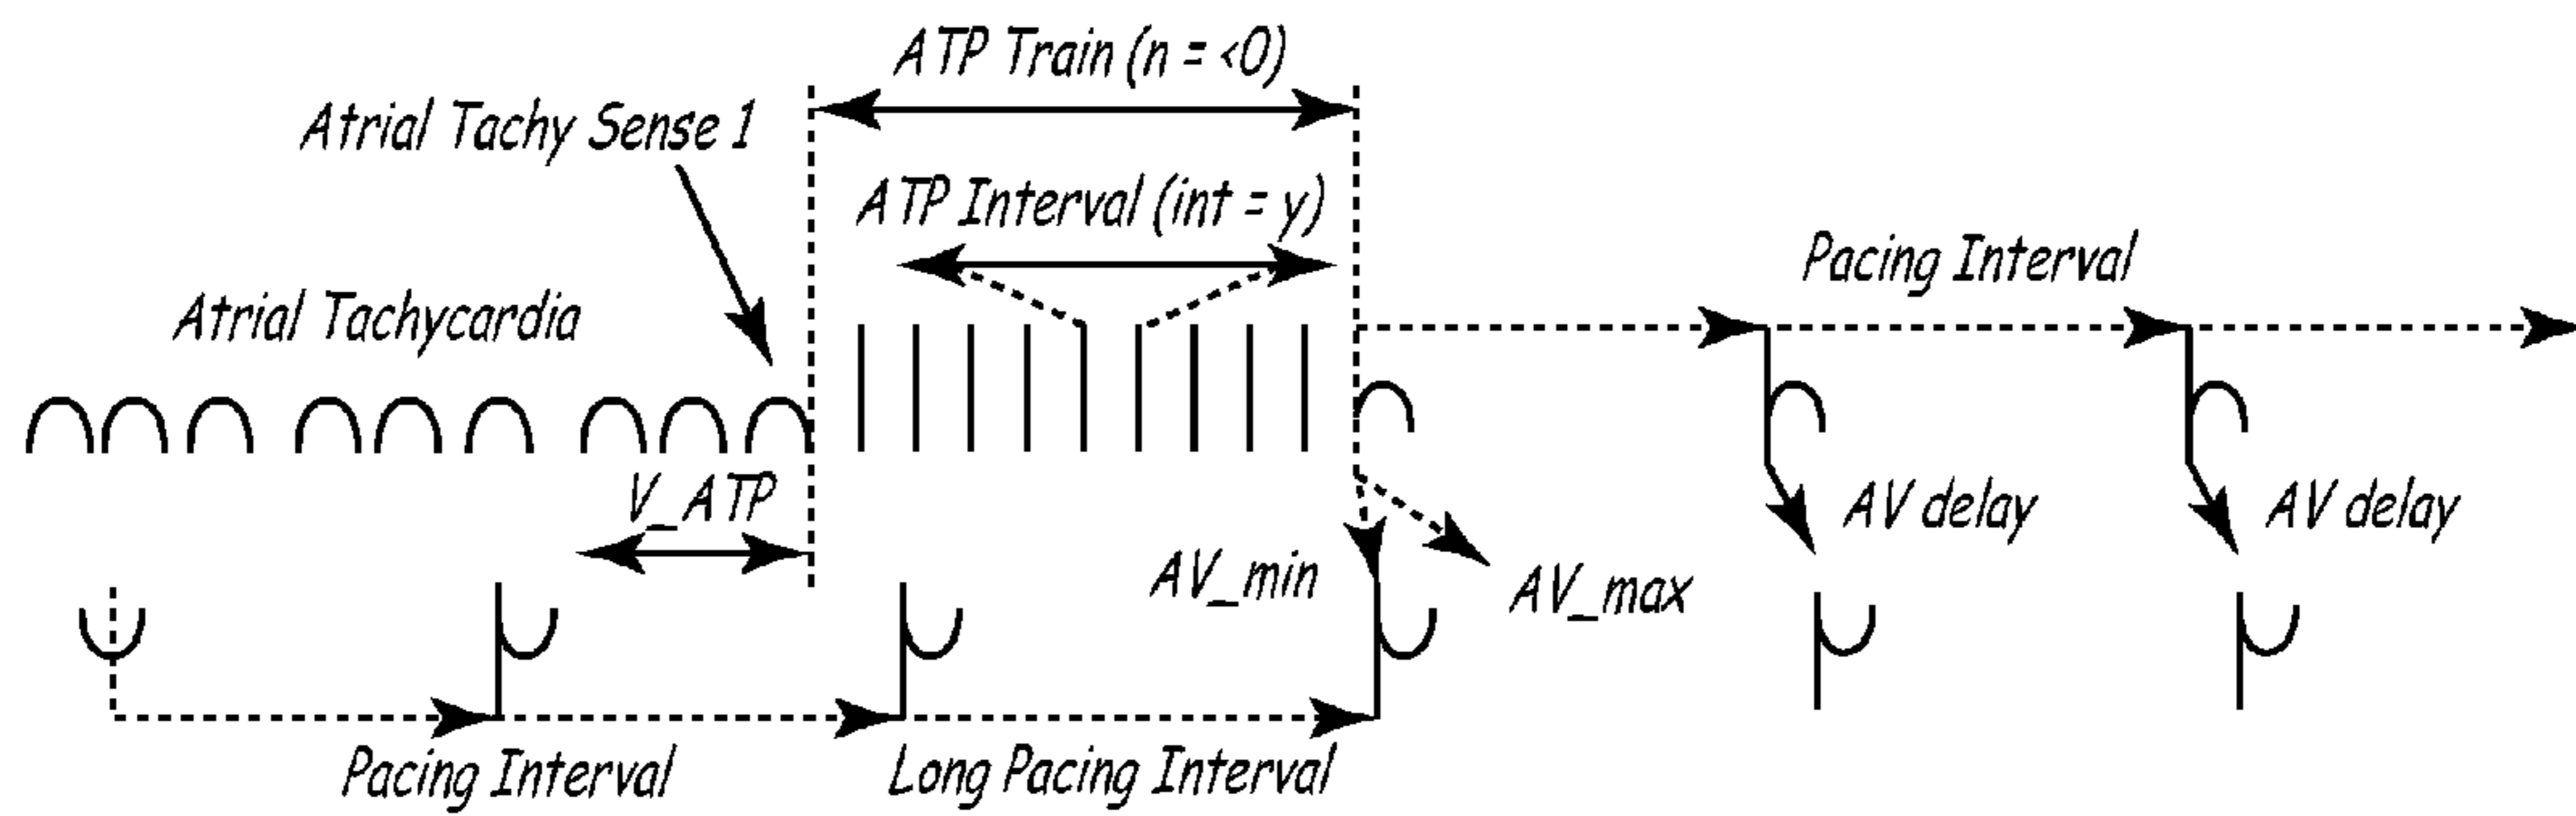 ATP Train (n = <0)
Atrial Tachy Sense 1
ATP Interval (int = y)
Pacing Interval
Atrial Tachycardia
V_ATP
AV delay
AV delay
AV_min
AV_max
Pacing Interval
Long Pacing Interval